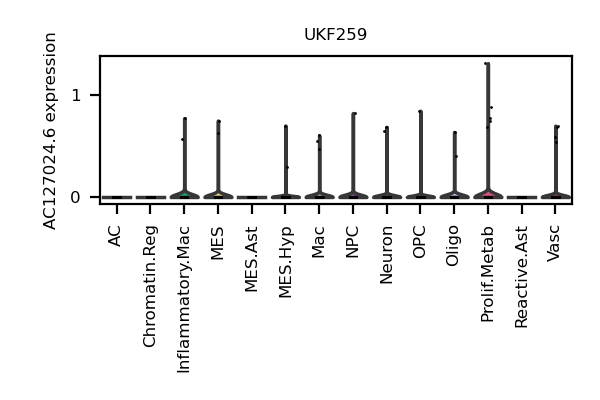 UKF259
AC127024.6 expression
1
0
AC
Chromatin.Reg
Inflammatory.Mac
MES
MES.Ast
MES.Hyp
Mac
NPC
Neuron
OPC
Oligo
Prolif.Metab
Reactive.Ast
Vasc